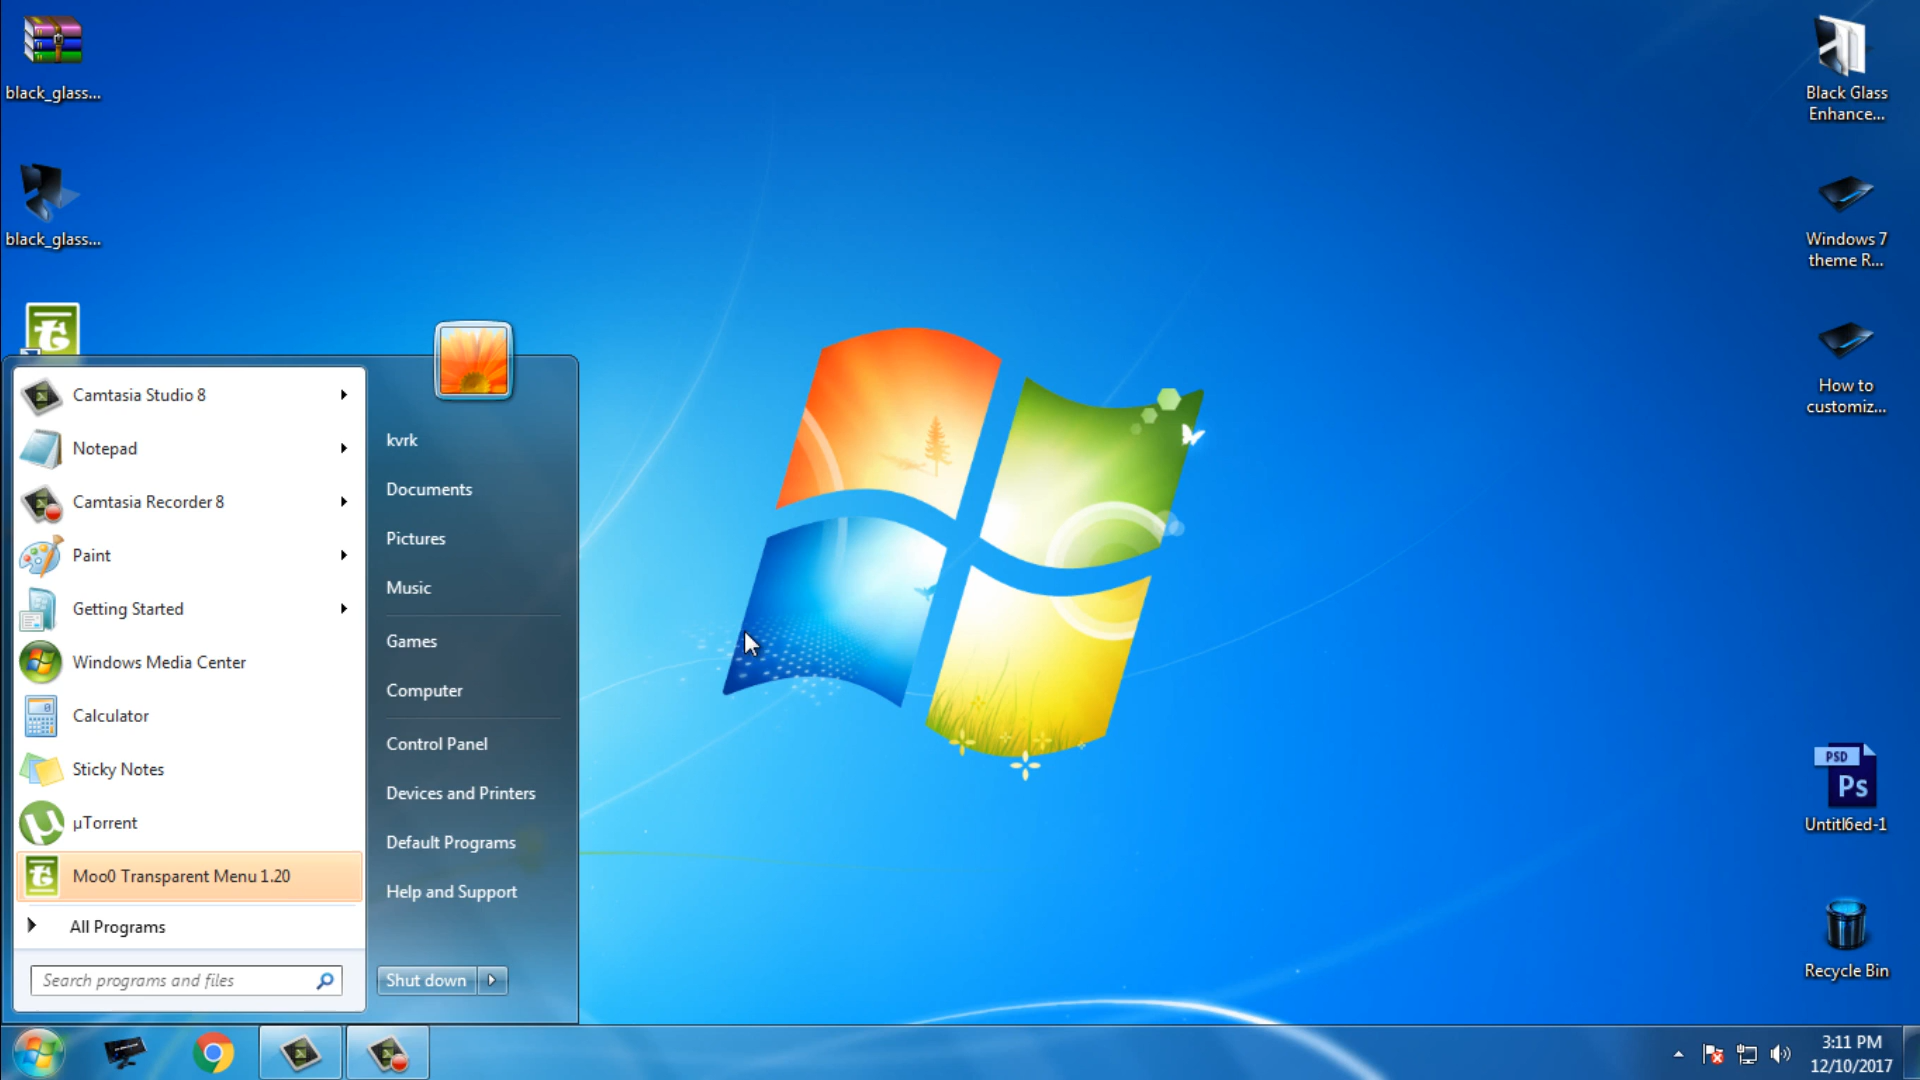 black_glass...
black_glass...
Black Glass
Enhance...
Windows 7
theme R...
How to
customiz...
PSD
Ps
Untitl6ed-1
Recycle Bin
Camtasia Studio 8
Notepad
Camtasia Recorder 8
Paint
Getting Started
Windows Media Center
Calculator
Sticky Notes
µTorrent
Moo0 Transparent Menu 1.20
All Programs
Search programs and files
kvrk
Documents
Pictures
Music
Games
Computer
Control Panel
Devices and Printers
Default Programs
Help and Support
Shut down
3:11 PM
12/10/2017